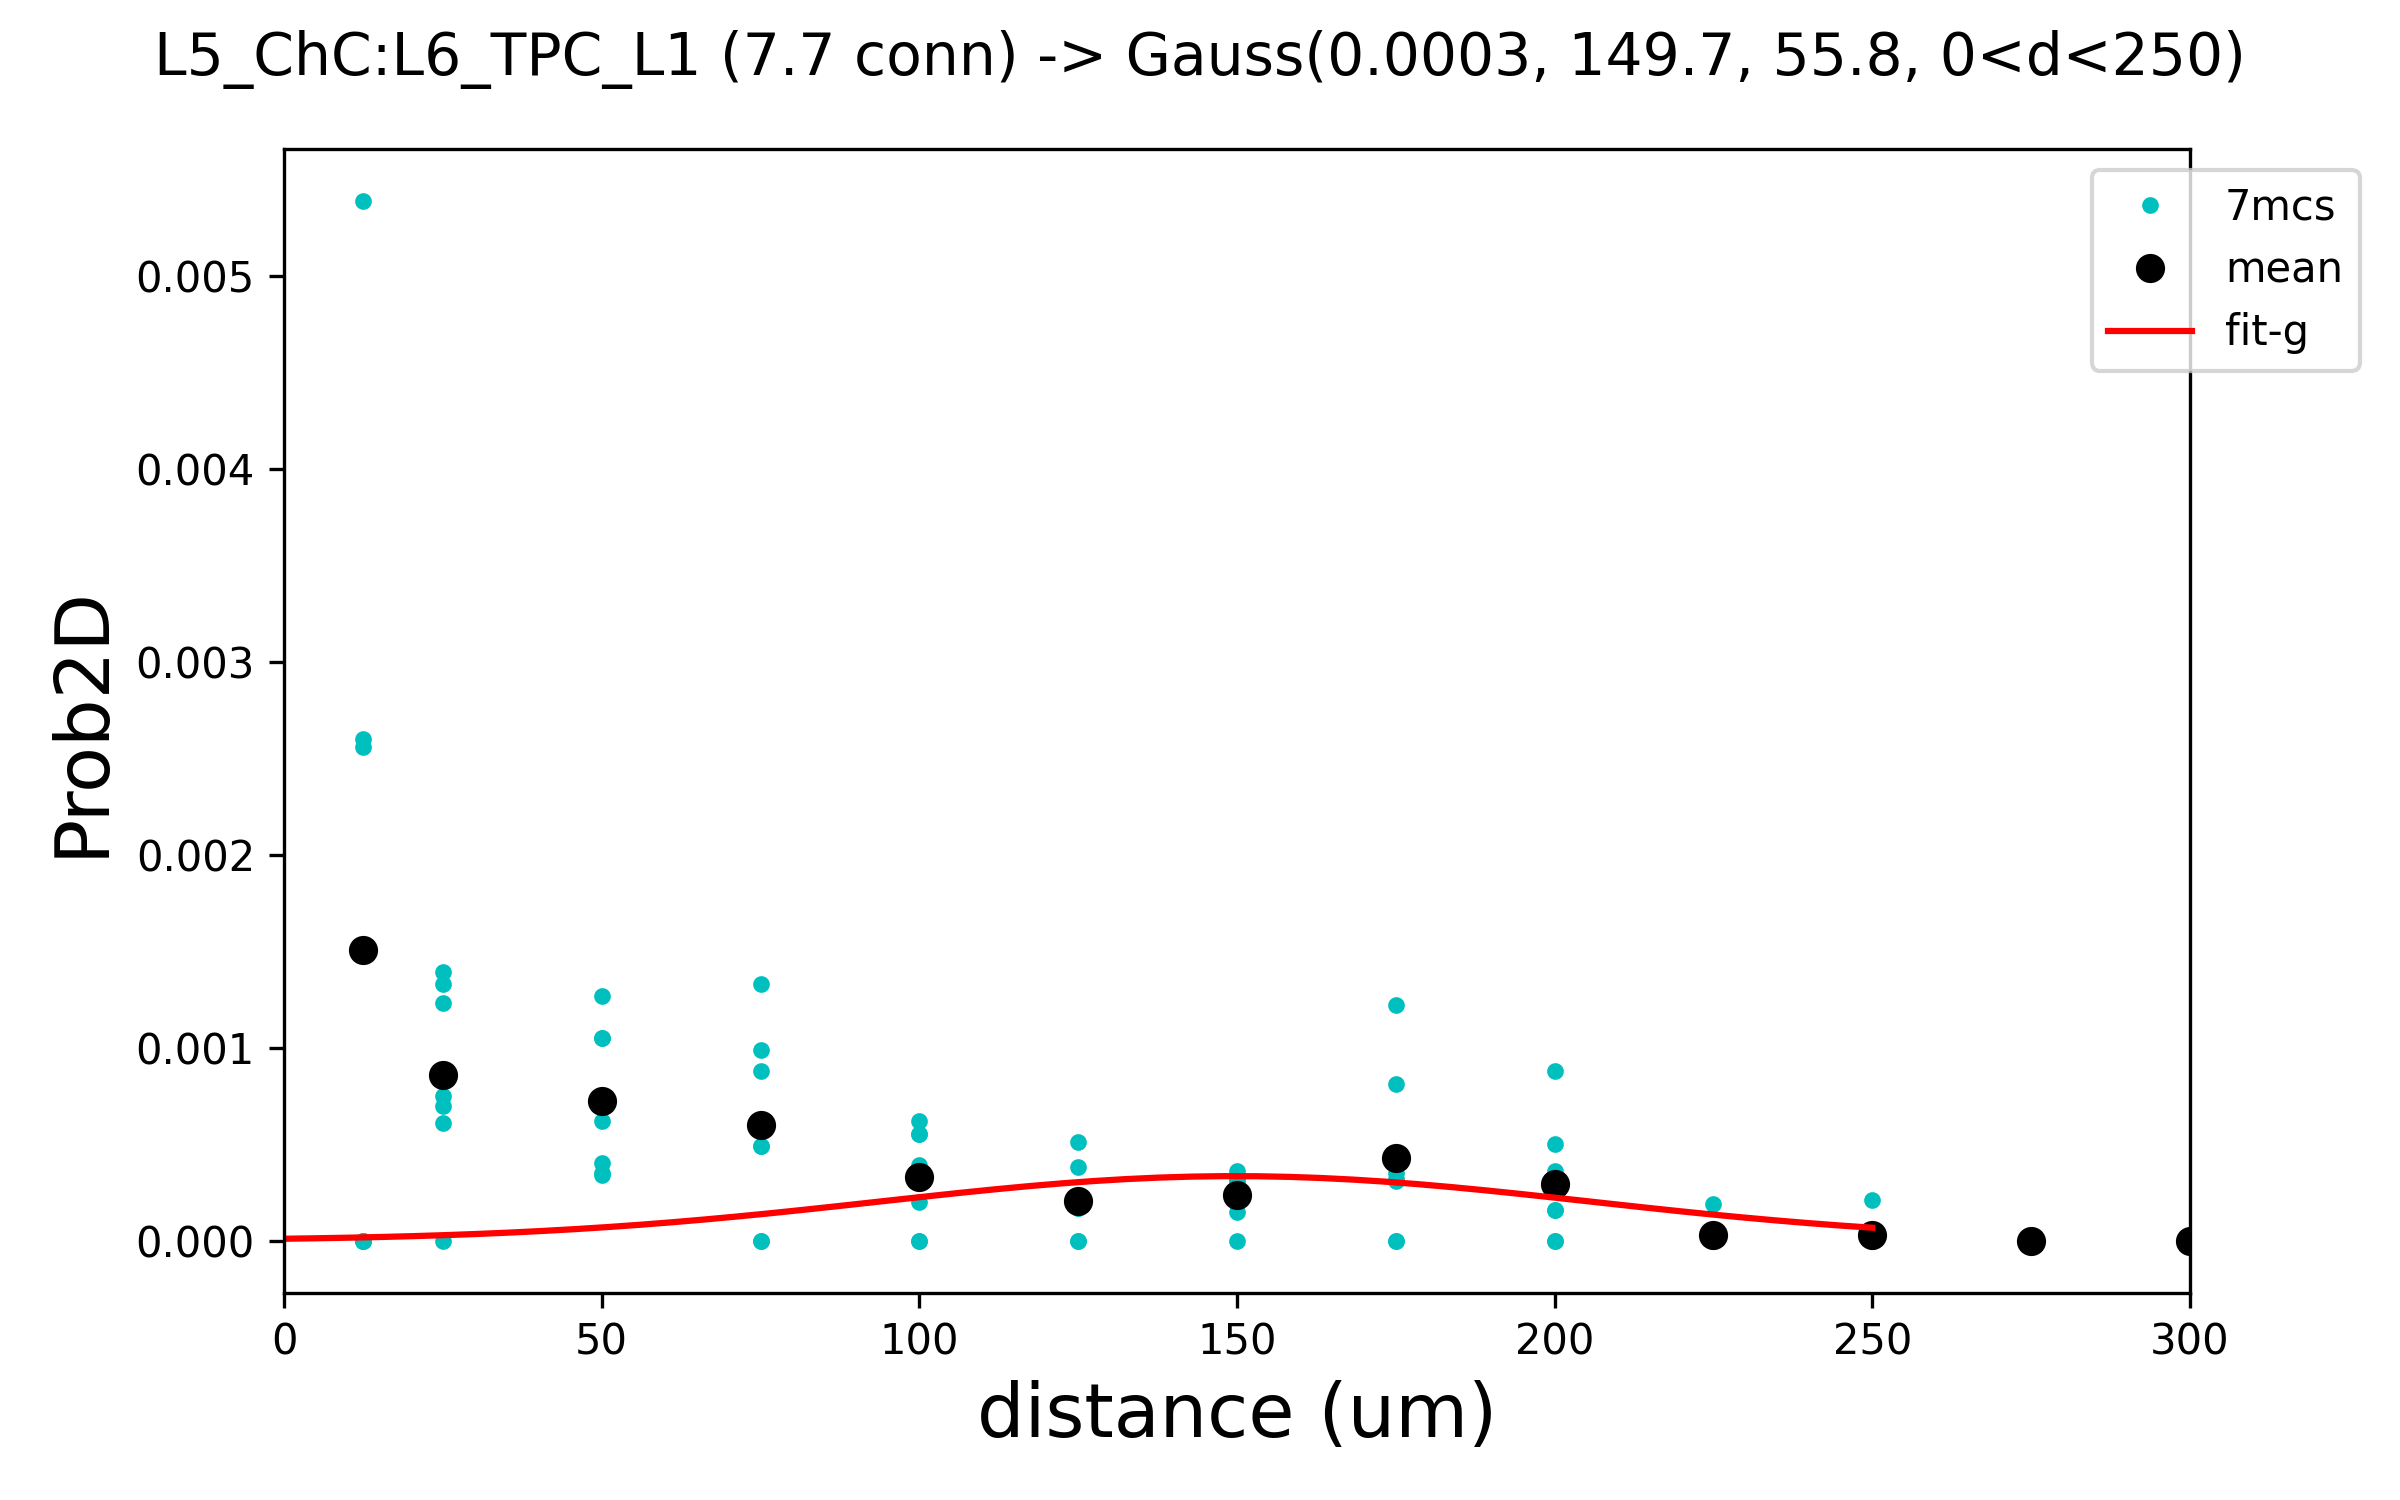 L5_ChC:L6_TPC_L1 (7.7 conn) -> Gauss(0.0003, 149.7, 55.8, 0<d<250)
7mcs
mean
fit-g
Prob2D
0.005
0.004
0.003
0.002
0.001
0.000
0 50 100 150 200 250 300
distance (um)